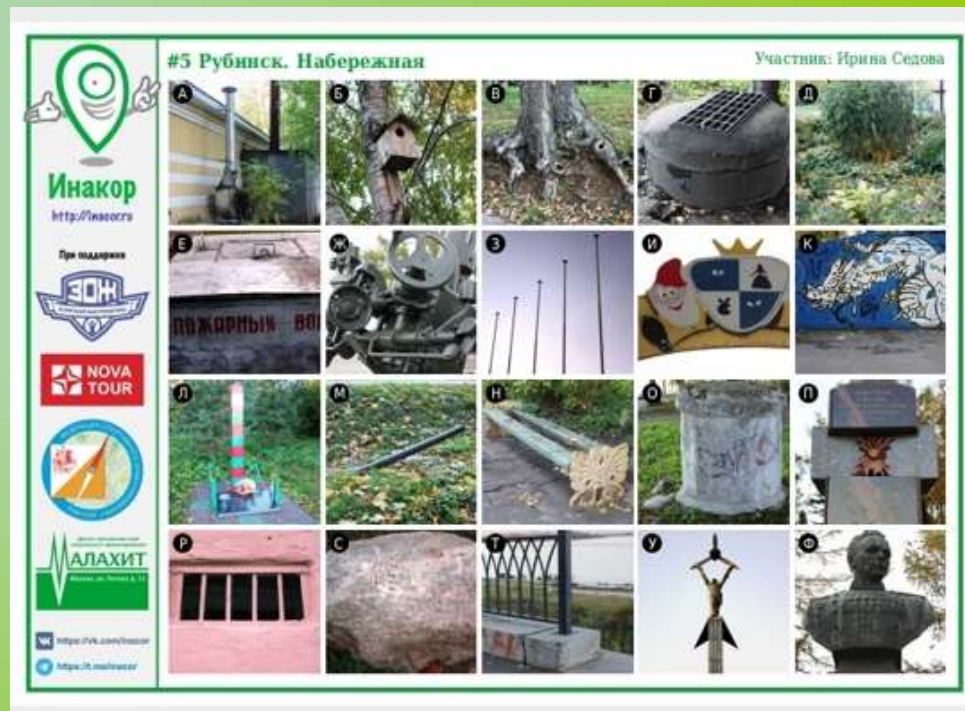 #5 Рубинск. Набережная
Участник: Ирина Седова
А
Б
В
Г
Д
Е
Ж
З
И
К
Л
М
Н
О
П
Р
С
Т
У
Ф
ПОЖАРНЫЙ
Инакор
http://inacor.ru
При поддержке
ЗОЖ
NOVA
TOUR
МАЛАХИТ
https://vk.com/inacor
https://t.me/inacor